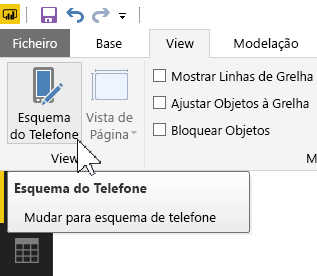 Ficheiro Base View Modelação
Esquema
do Telefone
Vista de
Página
Mostrar Linhas de Grelha
Ajustar Objetos à Grelha
Bloquear Objetos
View
M
Esquema do Telefone
Mudar para esquema de telefone